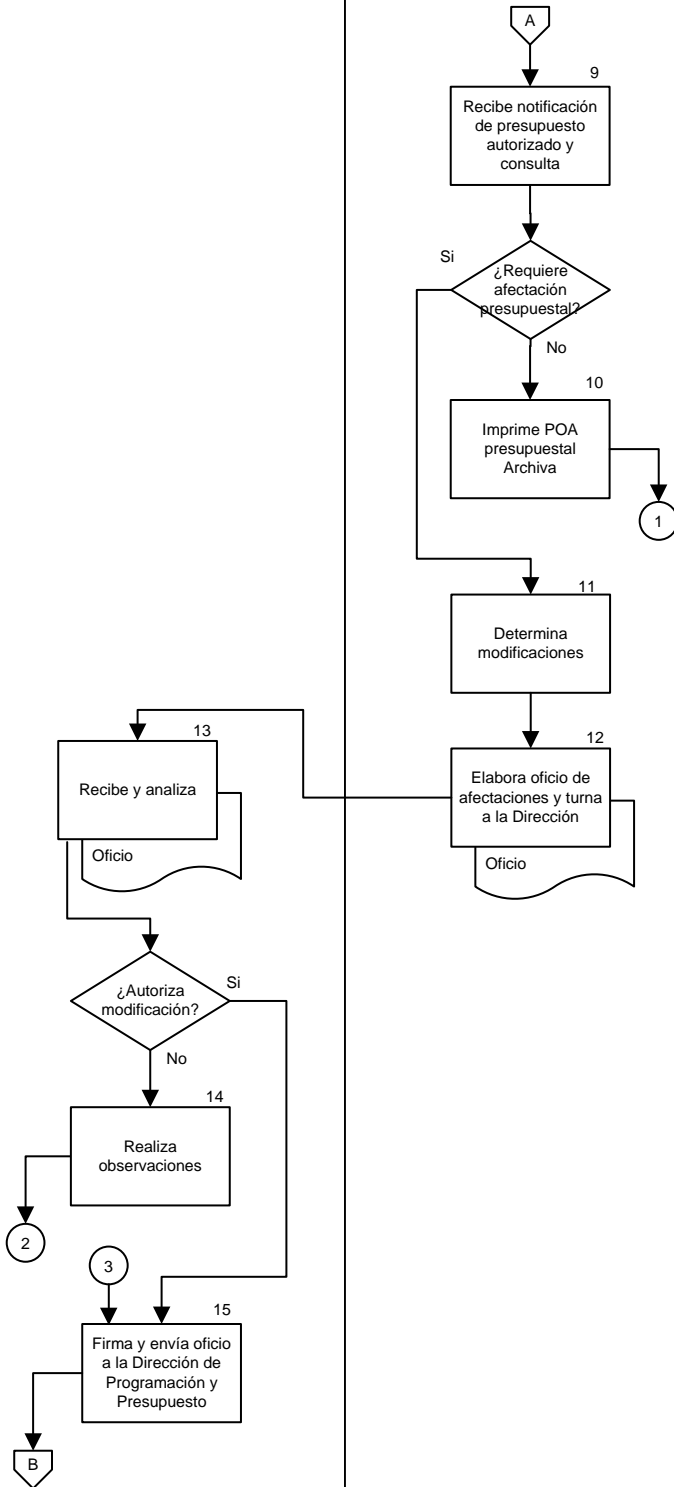 A
9
Recibe notificación
de presupuesto
autorizado y
consulta
Si
¿Requiere
afectación
presupuestal?
No
10
Imprime POA
presupuestal
Archiva
1
11
Determina
modificaciones
12
Elabora oficio de
afectaciones y turna
a la Dirección
Oficio
13
Recibe y analiza
Oficio
¿Autoriza
modificación?
Si
No
14
Realiza
observaciones
2
3
15
Firma y envía oficio
a la Dirección de
Programación y
Presupuesto
B